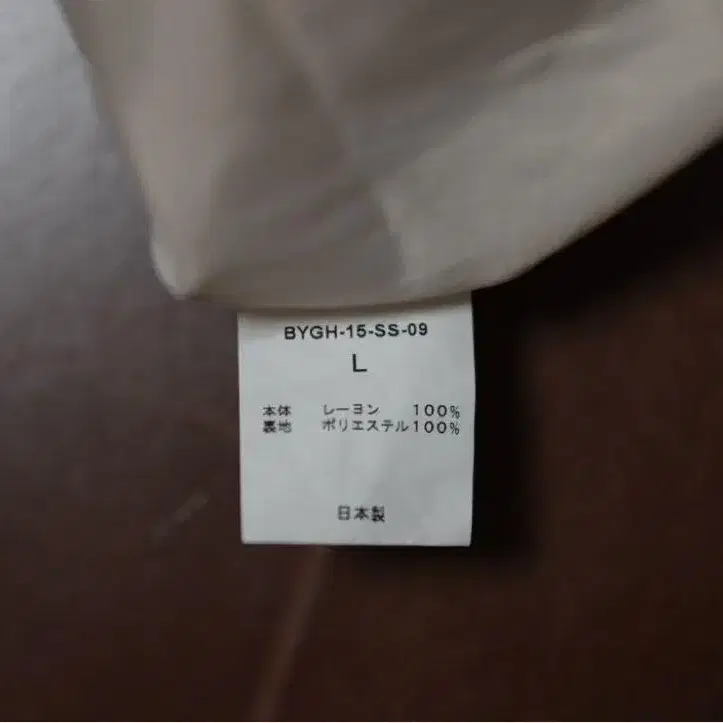 BYGH-15-SS-09
L
本体 レーヨン 100%
裏地 ポリエステル100%
日本製